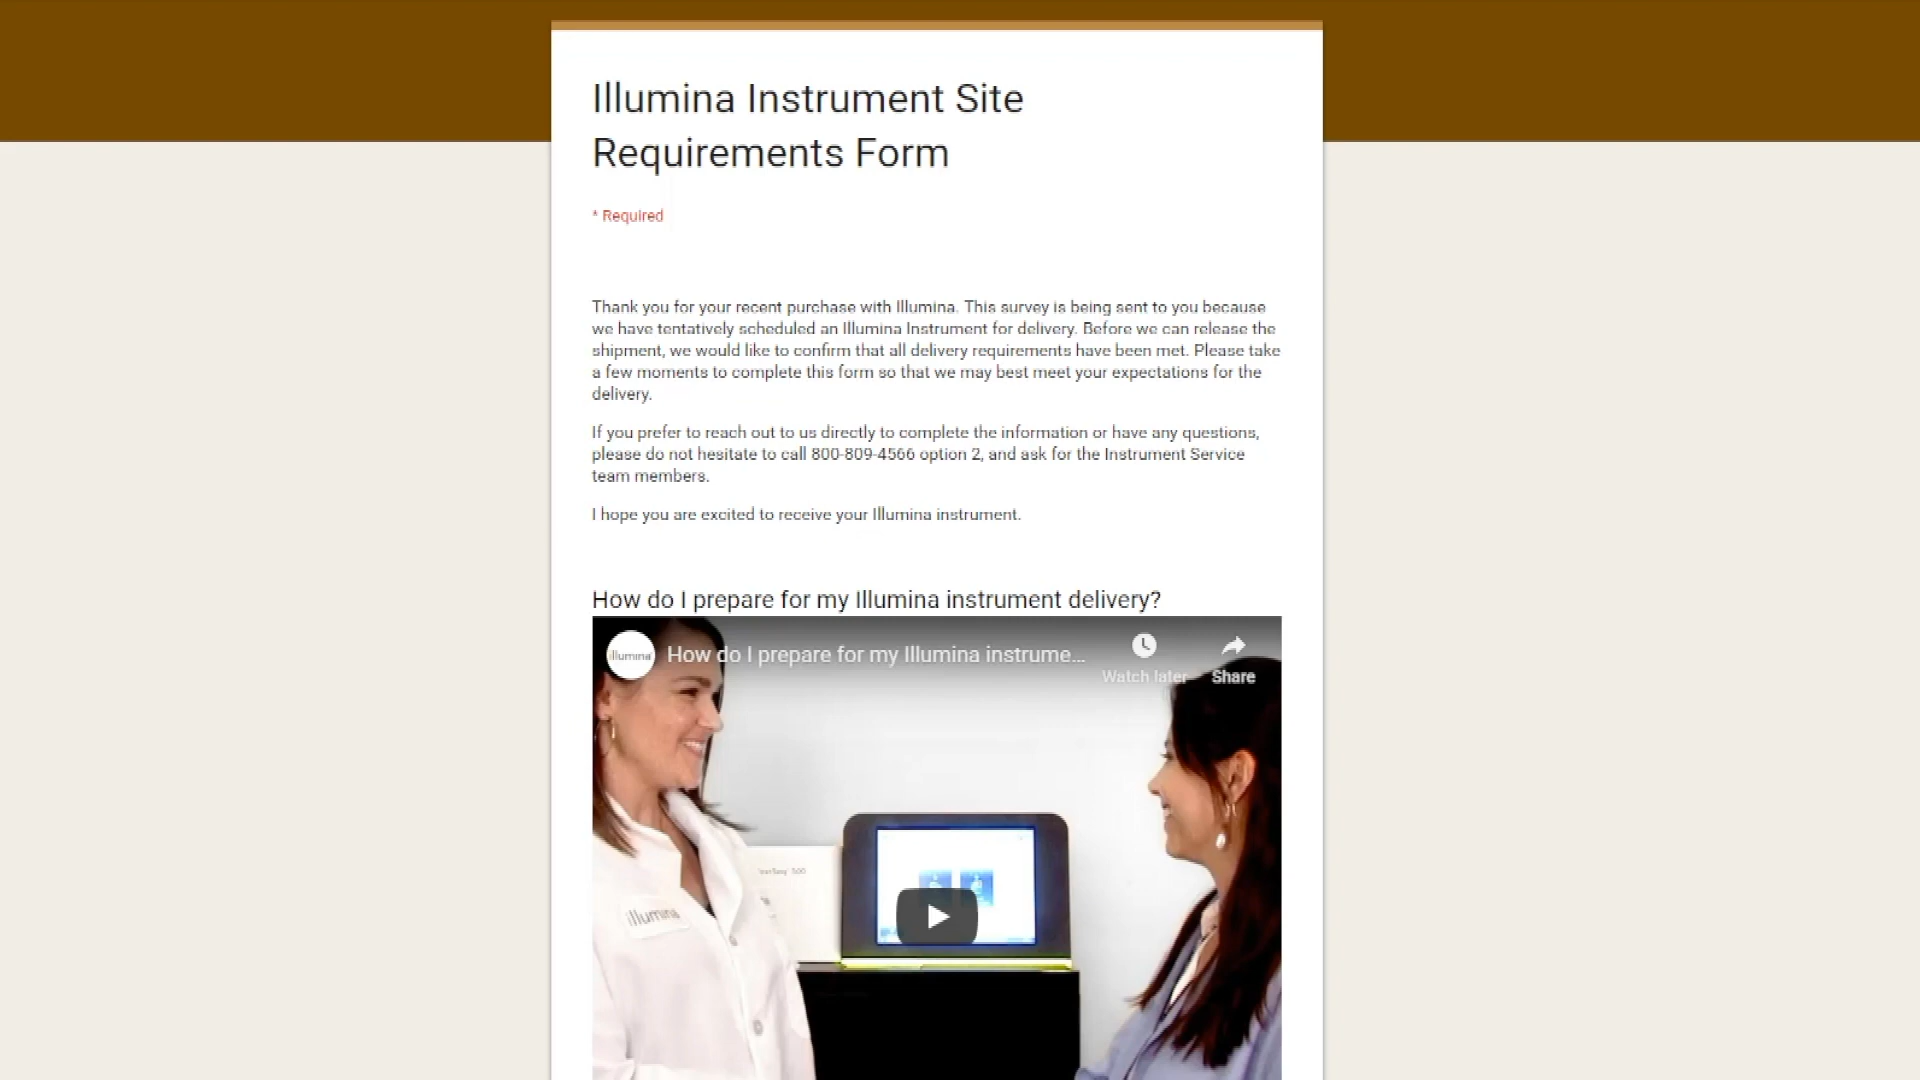 Illumina Instrument Site
Requirements Form
* Required
Thank you for your recent purchase with Illumina. This survey is being sent to you because
we have tentatively scheduled an Illumina Instrument for delivery. Before we can release the
shipment, we would like to confirm that all delivery requirements have been met. Please take
a few moments to complete this form so that we may best meet your expectations for the
delivery.
If you prefer to reach out to us directly to complete the information or have any questions,
please do not hesitate to call 800-809-4566 option 2, and ask for the Instrument Service
team members.
I hope you are excited to receive your Illumina instrument.
How do I prepare for my Illumina instrument delivery?
illumina
How do I prepare for my Illumina instrume...
Watch later
Share
illumina